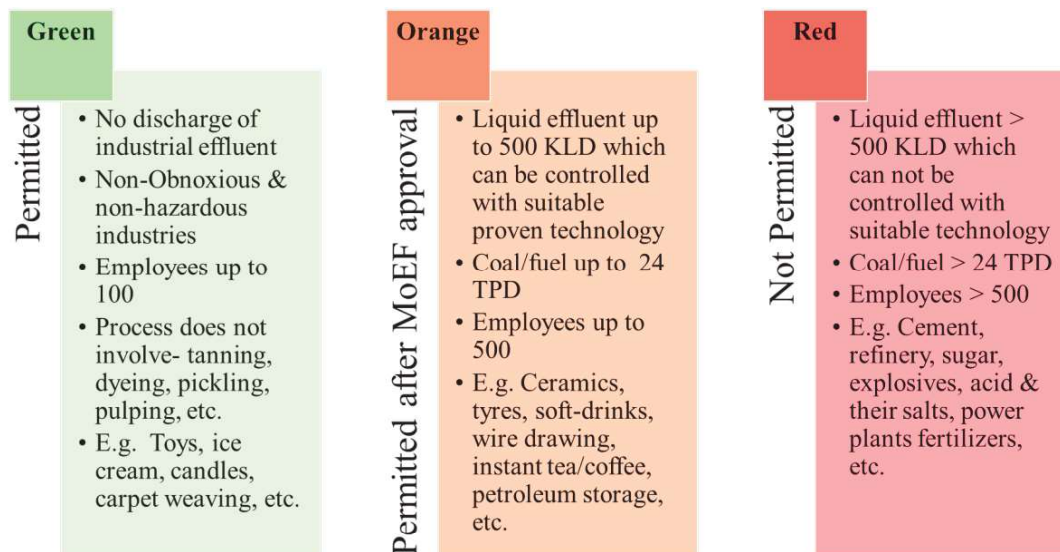 Green
Permitted
• No discharge of
industrial effluent
• Non-Obnoxious &
non-hazardous
industries
• Employees up to
100
• Process does not
involve- tanning,
dyeing, pickling,
pulping, etc.
• E.g. Toys, ice
cream, candles,
carpet weaving, etc.
Orange
Permitted after MoEF approval
• Liquid effluent up
to 500 KLD which
can be controlled
with suitable
proven technology
• Coal/fuel up to 24
TPD
• Employees up to
500
• E.g. Ceramics,
tyres, soft-drinks,
wire drawing,
instant tea/coffee,
petroleum storage,
etc.
Red
Not Permitted
• Liquid effluent >
500 KLD which
can not be
controlled with
suitable technology
• Coal/fuel > 24 TPD
• Employees > 500
• E.g. Cement,
refinery, sugar,
explosives, acid &
their salts, power
plants fertilizers,
etc.